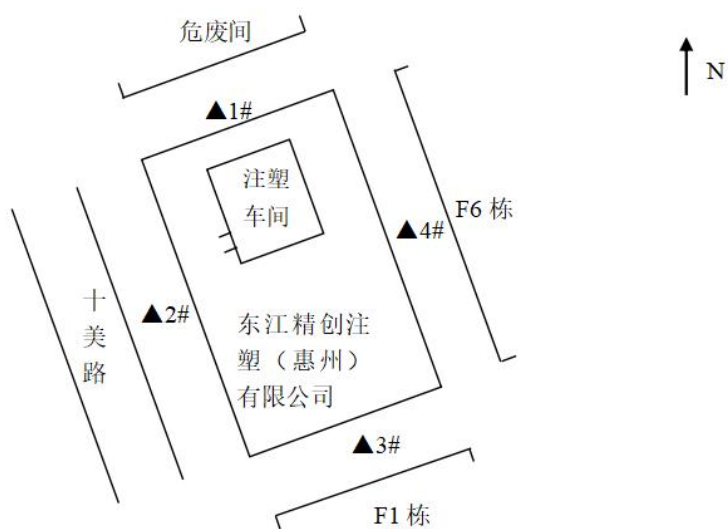 危废间
N
▲1#
注塑
车间
F6 栋
▲4#
十
美
路
▲2#
东江精创注
塑（惠州）
有限公司
▲3#
F1 栋